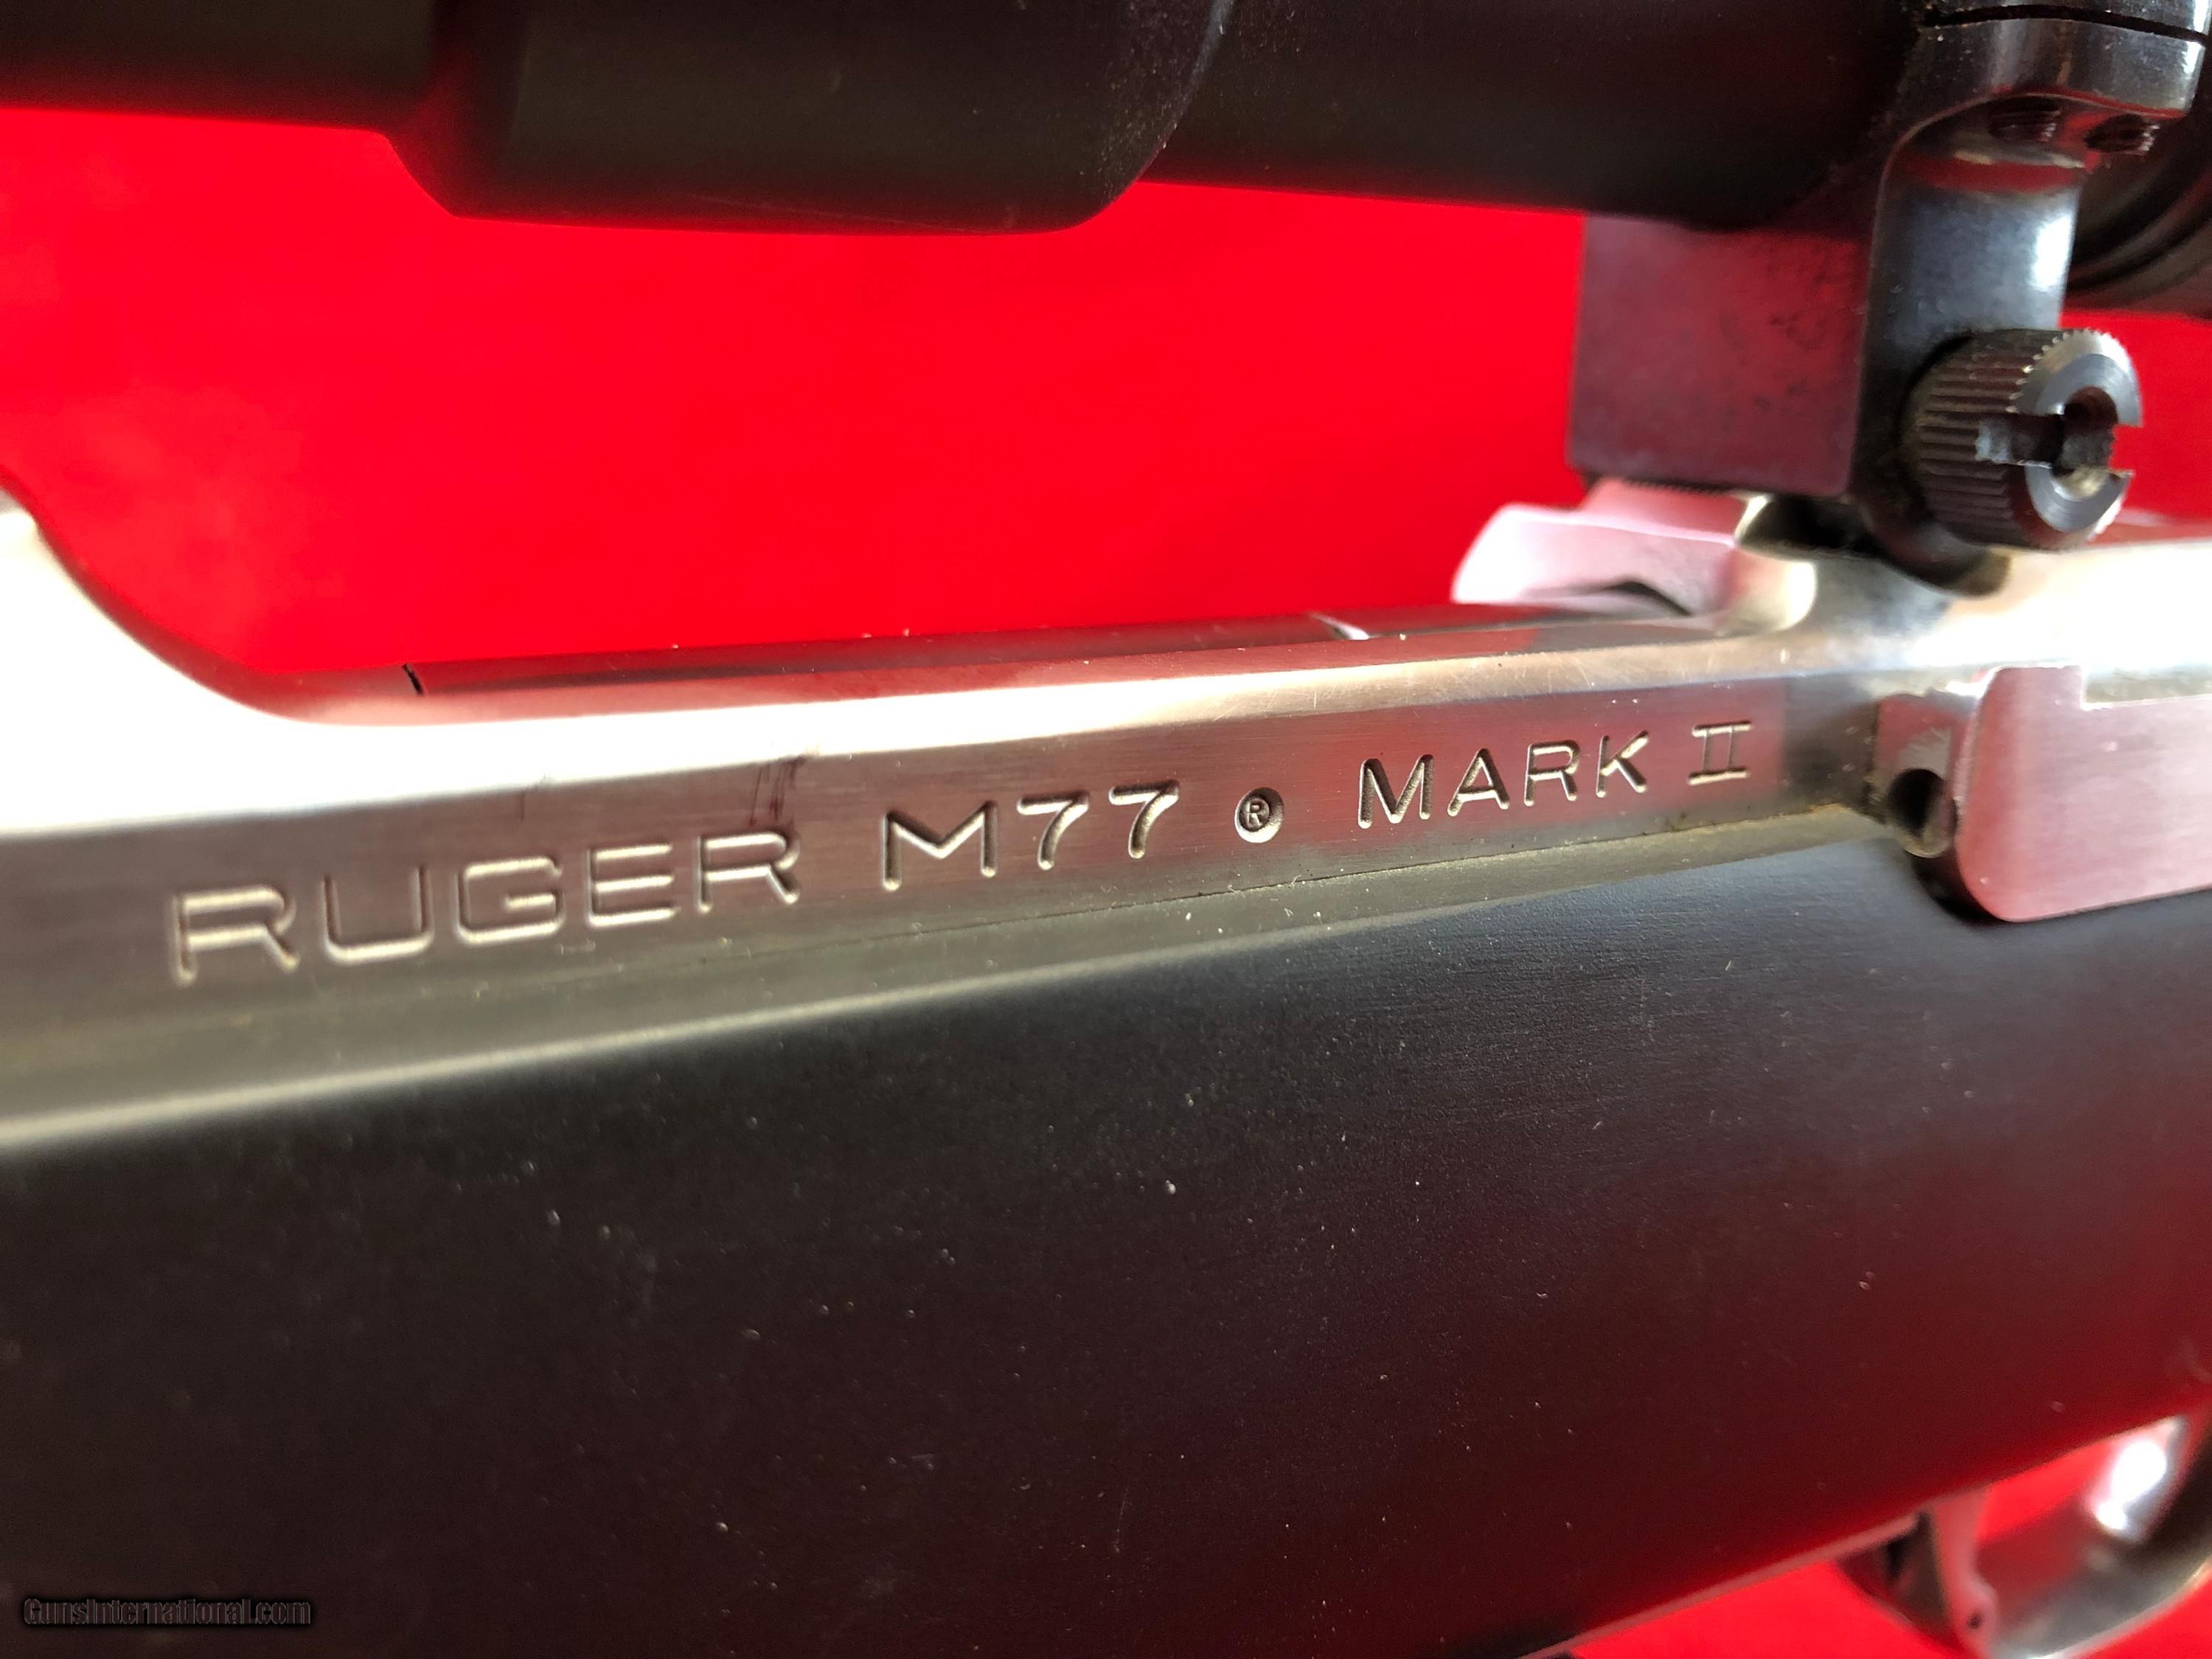 RUGER M77 ® MARK II
GunsInternational.com